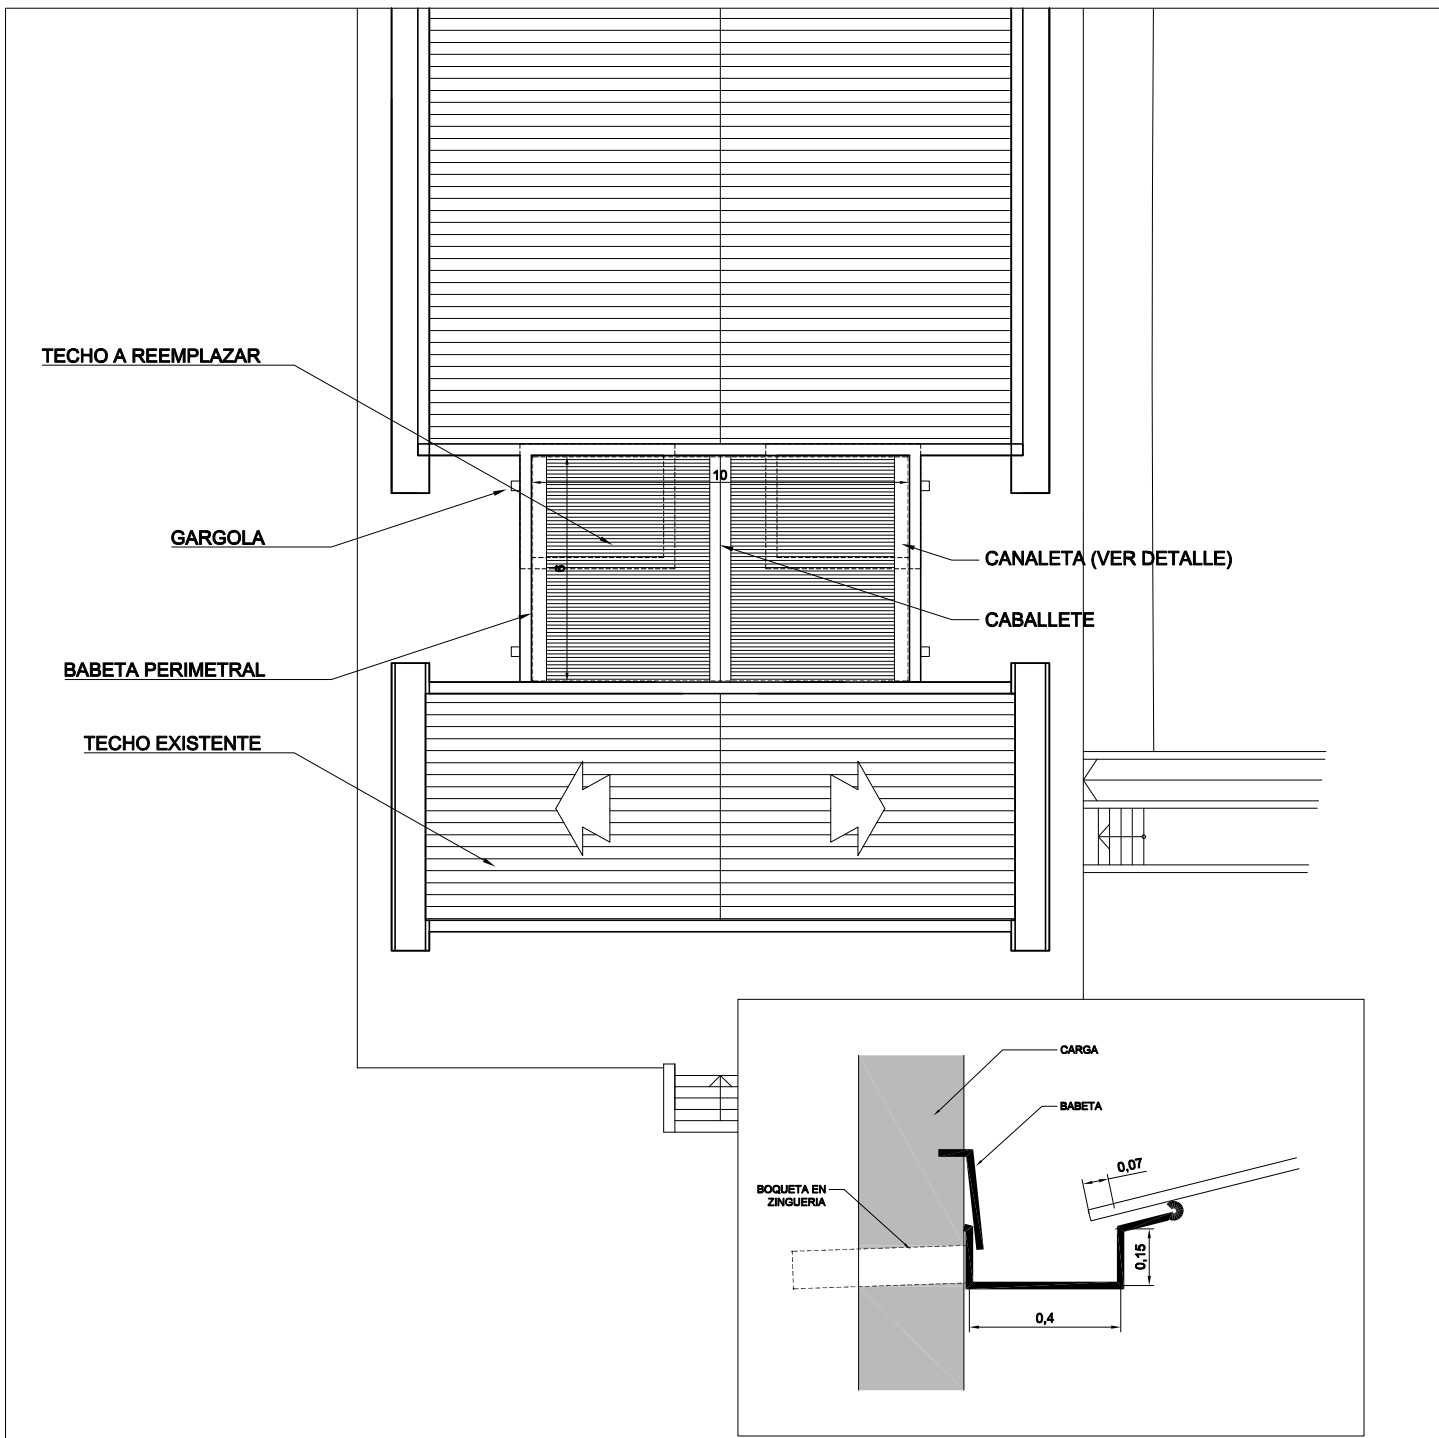 TECHO A REEMPLAZAR
10
GARGOLA
CANALETA (VER DETALLE)
6
CABALLETE
BABETA PERIMETRAL
TECHO EXISTENTE
CARGA
BABETA
0,07
BOQUETA EN
ZINGUERIA
0,15
0,4